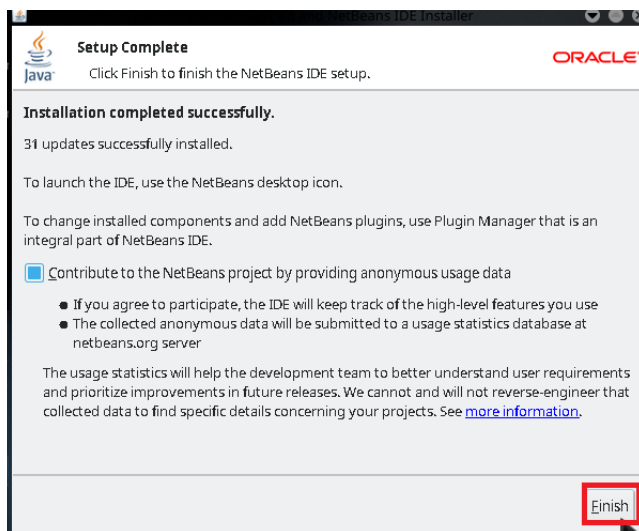 NetBeans IDE Installer
Setup Complete
Click Finish to finish the NetBeans IDE setup.
Java
ORACLE
Installation completed successfully.
31 updates successfully installed.
To launch the IDE, use the NetBeans desktop icon.
To change installed components and add NetBeans plugins, use Plugin Manager that is an
integral part of NetBeans IDE.
Contribute to the NetBeans project by providing anonymous usage data
● If you agree to participate, the IDE will keep track of the high-level features you use
● The collected anonymous data will be submitted to a usage statistics database at
netbeans.org server
The usage statistics will help the development team to better understand user requirements
and prioritize improvements in future releases. We cannot and will not reverse-engineer that
collected data to find specific details concerning your projects. See more information.
Finish